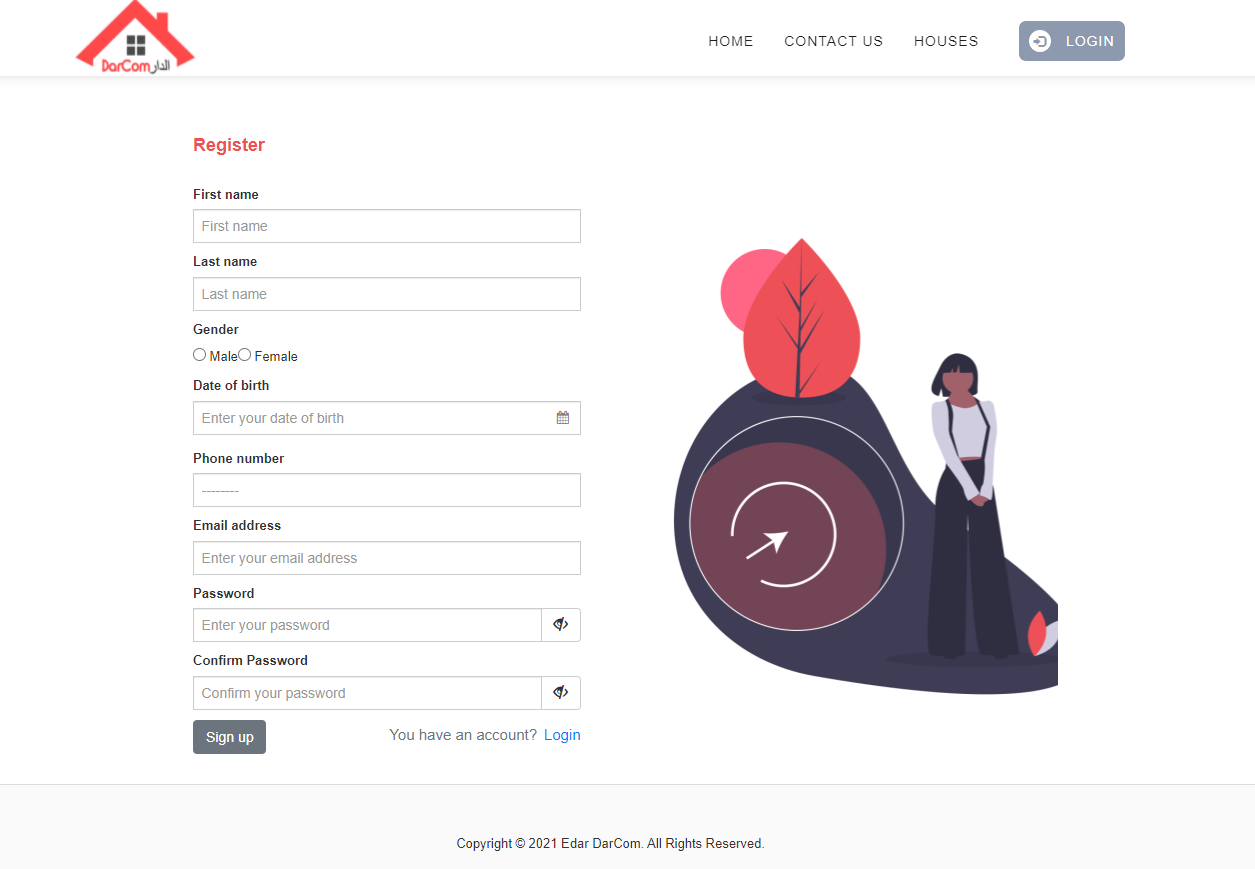 DarCom الدار
HOME CONTACT US HOUSES LOGIN
Register
First name
First name
Last name
Last name
Gender
Male Female
Date of birth
Enter your date of birth
Phone number
--------
Email address
Enter your email address
Password
Enter your password
Confirm Password
Confirm your password
Sign up You have an account? Login
Copyright © 2021 Edar DarCom. All Rights Reserved.